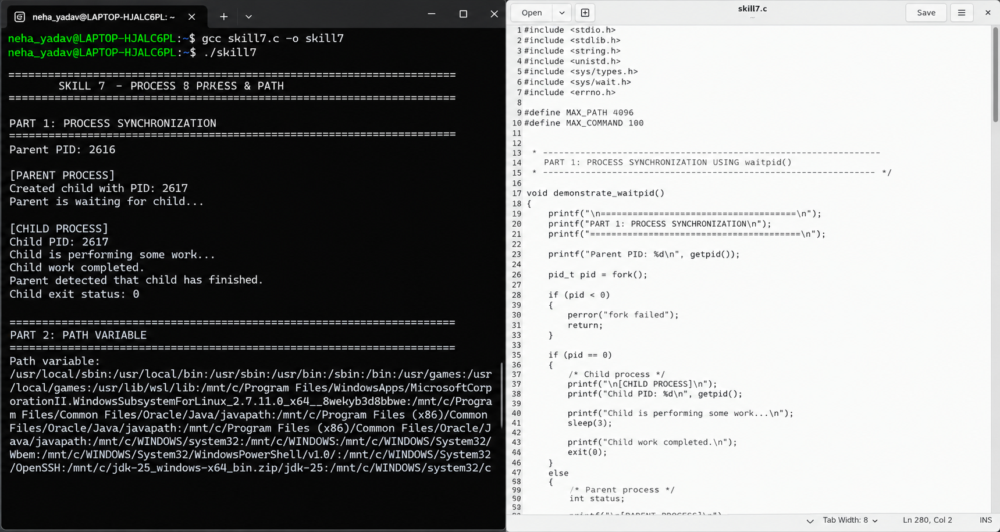 neha_yadav@LAPTOP-HJALC6PL: ~
neha_yadav@LAPTOP-HJALC6PL:~$ gcc skill7.c -o skill7
neha_yadav@LAPTOP-HJALC6PL:~$ ./skill7
====================================================================
SKILL 7 - PROCESS 8 PRKESS & PATH
====================================================================
PART 1: PROCESS SYNCHRONIZATION
====================================================================
Parent PID: 2616
[PARENT PROCESS]
Created child with PID: 2617
Parent is waiting for child...
[CHILD PROCESS]
Child PID: 2617
Child is performing some work...
Child work completed.
Parent detected that child has finished.
Child exit status: 0
====================================================================
PART 2: PATH VARIABLE
====================================================================
Path variable:
/usr/local/sbin:/usr/local/bin:/usr/sbin:/usr/bin:/sbin:/bin:/usr/games:/usr
/local/games:/usr/lib/wsl/lib:/mnt/c/Program Files/WindowsApps/MicrosoftCorp
orationII.WindowsSubsystemForLinux_2.7.11.0_x64__8wekyb3d8bbwe:/mnt/c/Progra
m Files/Common Files/Oracle/Java/javapath:/mnt/c/Program Files (x86)/Common
Files/Oracle/Java/javapath:/mnt/c/Program Files (x86)/Common Files/Oracle/J
ava/javapath:/mnt/c/WINDOWS/system32:/mnt/c/WINDOWS:/mnt/c/WINDOWS/System32/
Wbem:/mnt/c/WINDOWS/System32/WindowsPowerShell/v1.0/:/mnt/c/WINDOWS/System32
/OpenSSH:/mnt/c/jdk-25_windows-x64_bin.zip/jdk-25:/mnt/c/WINDOWS/system32/c
Open
skill7.c
Save
1 #include <stdio.h>
2 #include <stdlib.h>
3 #include <string.h>
4 #include <unistd.h>
5 #include <sys/types.h>
6 #include <sys/wait.h>
7 #include <errno.h>
8
9 #define MAX_PATH 4096
10 #define MAX_COMMAND 100
11
12
13 * ----------------------------------------------------------------
14 PART 1: PROCESS SYNCHRONIZATION USING waitpid()
15 * --------------------------------------------------------------- */
16
17 void demonstrate_waitpid()
18 {
19 printf("\n=====================================\n");
20 printf("PART 1: PROCESS SYNCHRONIZATION\n");
21 printf("========================================\n");
22
23 printf("Parent PID: %d\n", getpid());
24
26 pid_t pid = fork();
27
28 if (pid < 0)
39 {
30 perror("fork failed");
31 return;
33 }
33
35 if (pid == 0)
36 {
37 /* Child process */
37 printf("\n[CHILD PROCESS]\n");
38 printf("Child PID: %d\n", getpid();
39
40 printf("Child is performing some work...\n");
41 sleep(3);
42
43 printf("Child work completed.\n");
44 exit(0);
46 }
47 else
58 {
99 /* Parent process */
50 int status;
52
printf("\n[PARENT PROCESS]\n")
Tab Width: 8
Ln 280, Col 2
INS